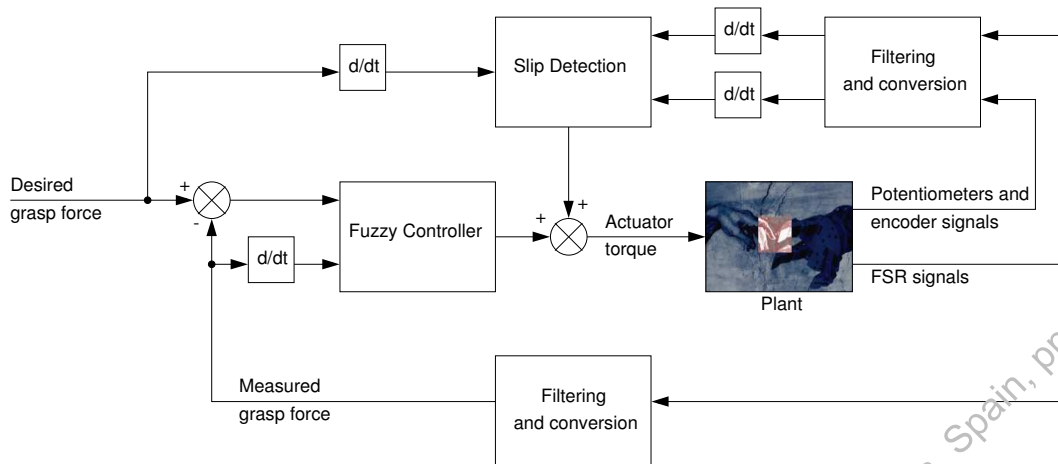 d/dt
Filtering
and conversion
d/dt
Slip Detection
d/dt
Desired
grasp force
+
-
Fuzzy Controller
d/dt
+
+
Actuator
torque
Potentiometers and
encoder signals
FSR signals
Plant
Measured
grasp force
Filtering
and conversion
Spain,